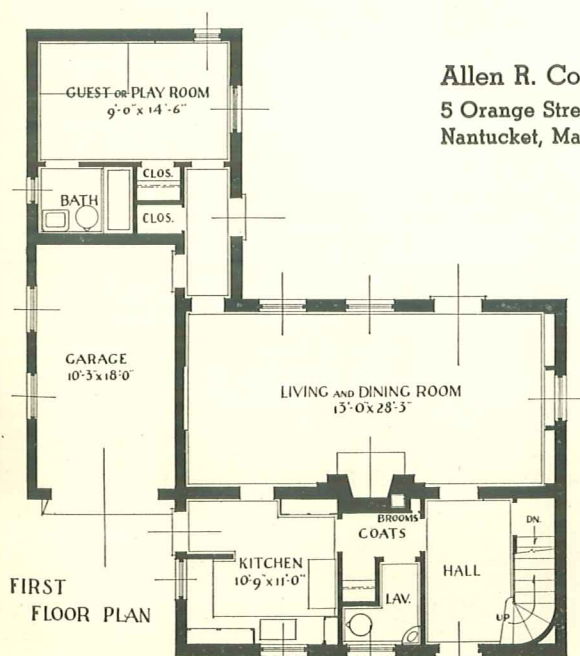 Allen R. Co
5 Orange Stre
Nantucket, Ma
GUEST OR PLAY ROOM
9'-0" x 14'-6"
CLOS.
BATH
CLOS.
GARAGE
10'-3" x 18'-0"
LIVING AND DINING ROOM
13'-0" x 28'-3"
BROOMS
COATS
DN.
KITCHEN
10'-9" x 11'-0"
HALL
LAV.
UP
FIRST
FLOOR PLAN